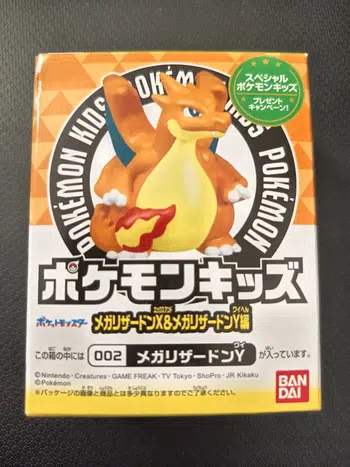 スペシャル
ポケモンキッズ
プレゼント
キャンペーン!
POKÉMON KIDS POKÉMON KIDS POKÉMON
ポケモンキッズ
ポケットモンスター
メガリザードンX&メガリザードンY編
この箱の中には 002 メガリザードンY が入っています。
©Nintendo・Creatures・GAME FREAK・TV Tokyo・ShoPro・JR Kikaku
©Pokémon
※パッケージの画像と商品とは多少異なりますのでご了承ください。
BAN
DAI